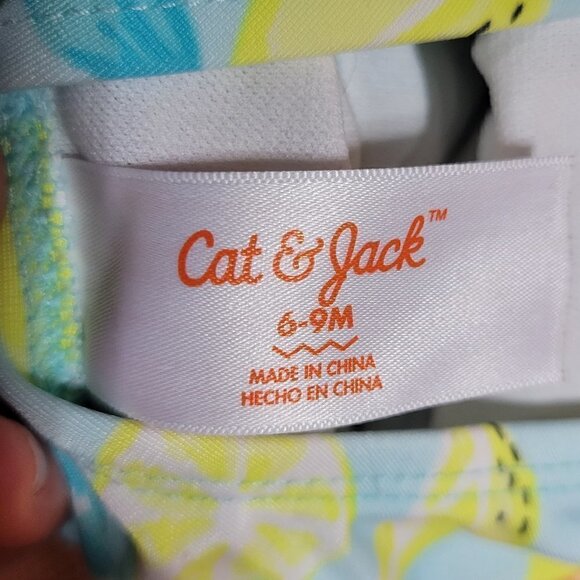 Cat & Jack™
6-9M
MADE IN CHINA
HECHO EN CHINA